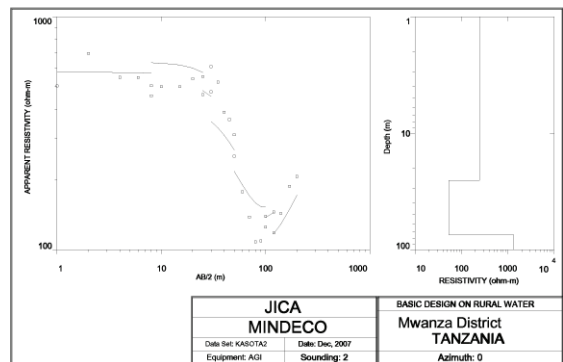 1000
APPARENT RESISTIVITY (ohm-m)
100
1 10 100 1000
AB/2 (m)
1
Depth (m)
10
100
10 100 1000 10 4
RESISTIVITY (ohm-m)
JICA
MINDECO
Data Set: KASOTA2 Date: Dec, 2007
Equipment: AGI Sounding: 2
BASIC DESIGN ON RURAL WATER
Mwanza District
TANZANIA
Azimuth: 0